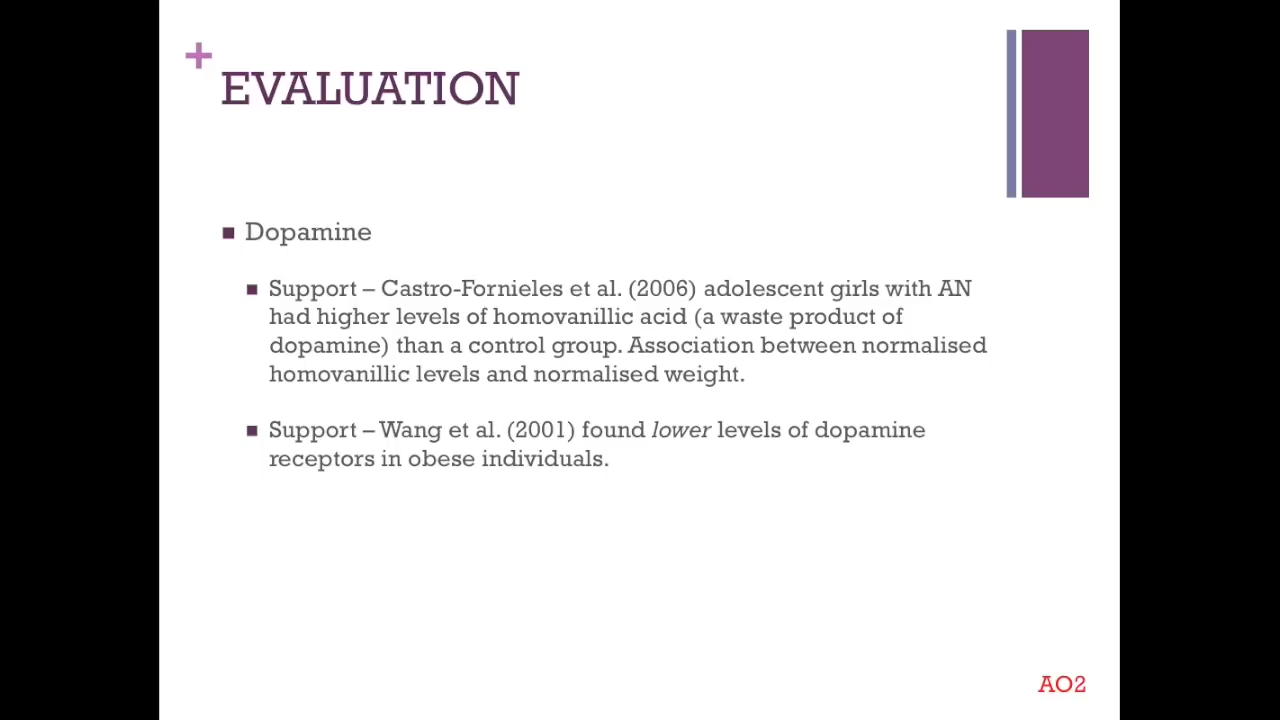 +
EVALUATION
■ Dopamine
■ Support – Castro-Fornieles et al. (2006) adolescent girls with AN
had higher levels of homovanillic acid (a waste product of
dopamine) than a control group. Association between normalised
homovanillic levels and normalised weight.
■ Support – Wang et al. (2001) found lower levels of dopamine
receptors in obese individuals.
AO2